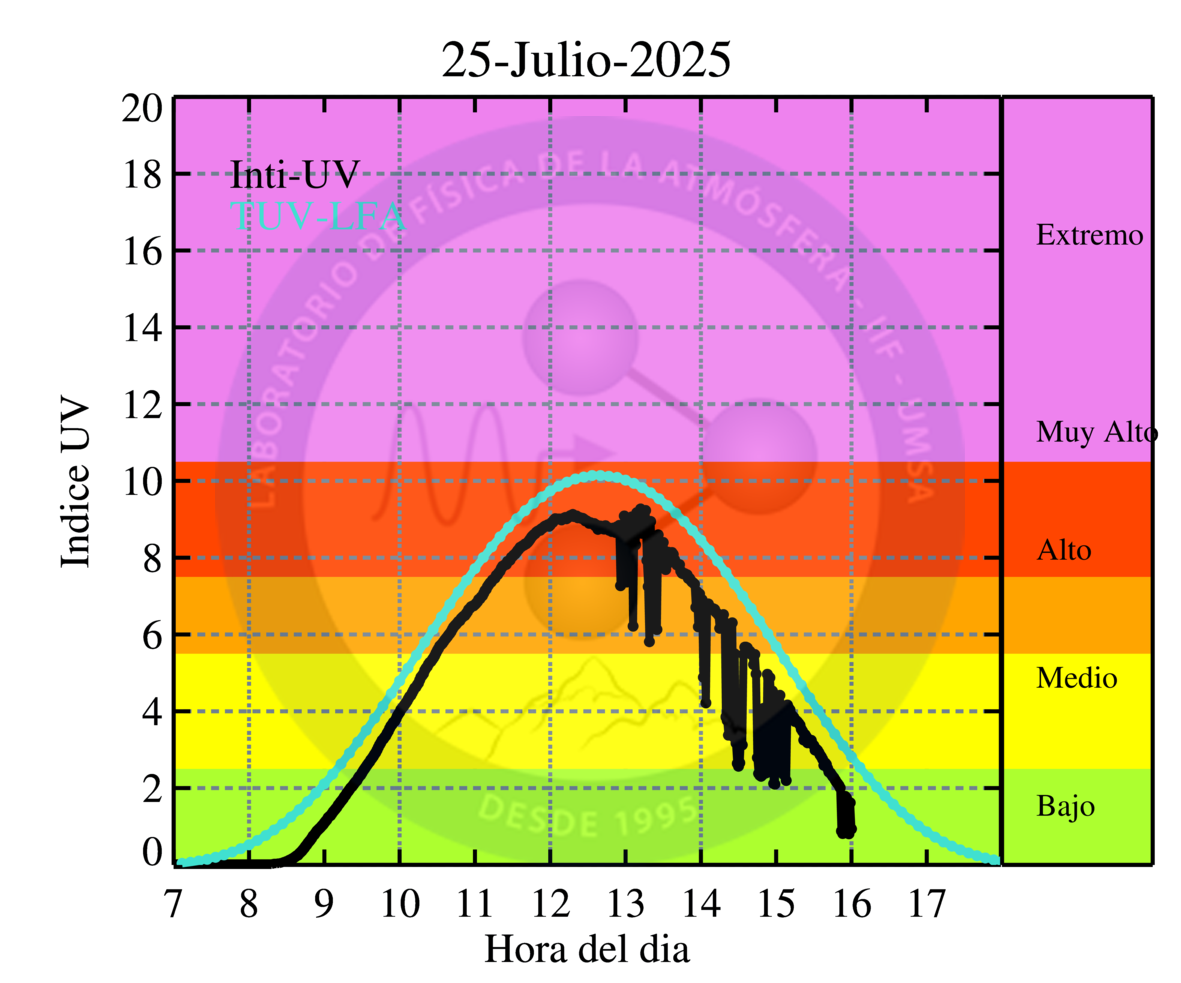 25-Julio-2025
Inti-UV
TUV-LFA
LABORATORIO DE FÍSICA DE LA ATMÓSFERA - IIF - UMSA
DESDE 1995
Indice UV
20
18
16
14
12
10
8
6
4
2
0
7 8 9 10 11 12 13 14 15 16 17
Hora del dia
Extremo
Muy Alto
Alto
Medio
Bajo